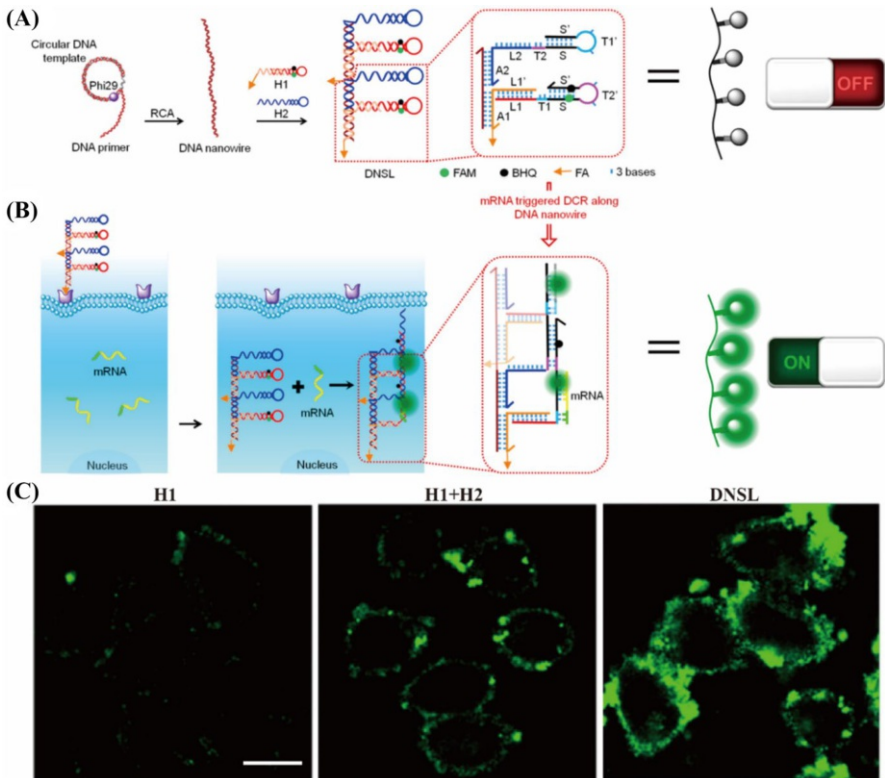 (A)
Circular DNA
template
Phi29
DNA primer
RCA
DNA nanowire
H1
H2
DNSL
S'
T1'
L2
T2
S
A2
L1'
S'
T2'
L1
T1
S
A1
FAM
BHQ
FA
3 bases
OFF
mRNA triggered DCR along
DNA nanowire
(B)
mRNA
Nucleus
mRNA
Nucleus
mRNA
ON
(C)
H1
H1+H2
DNSL